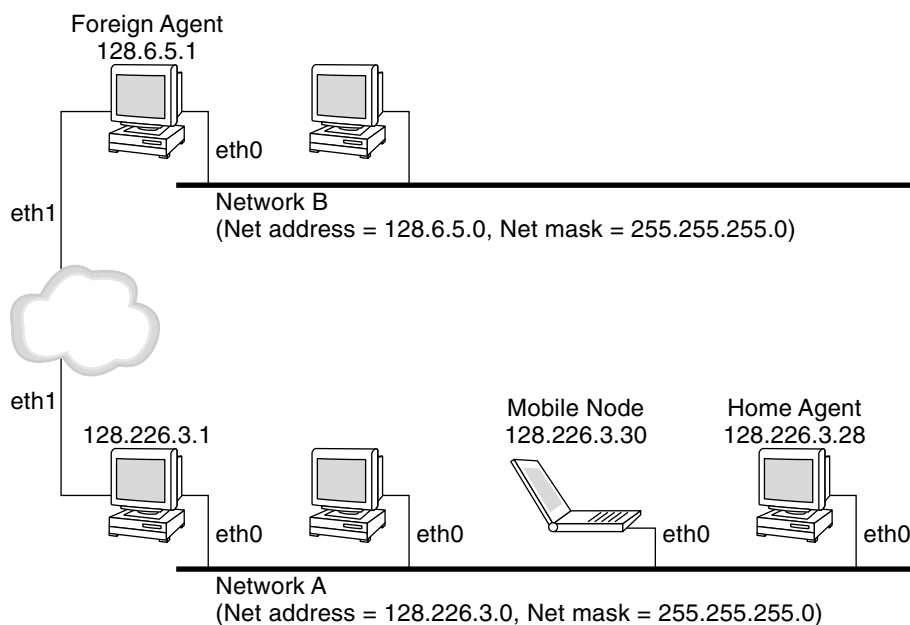 Foreign Agent
128.6.5.1
eth0
eth1
Network B
(Net address = 128.6.5.0, Net mask = 255.255.255.0)
eth1
128.226.3.1
Mobile Node
128.226.3.30
Home Agent
128.226.3.28
eth0
eth0
eth0
eth0
Network A
(Net address = 128.226.3.0, Net mask = 255.255.255.0)